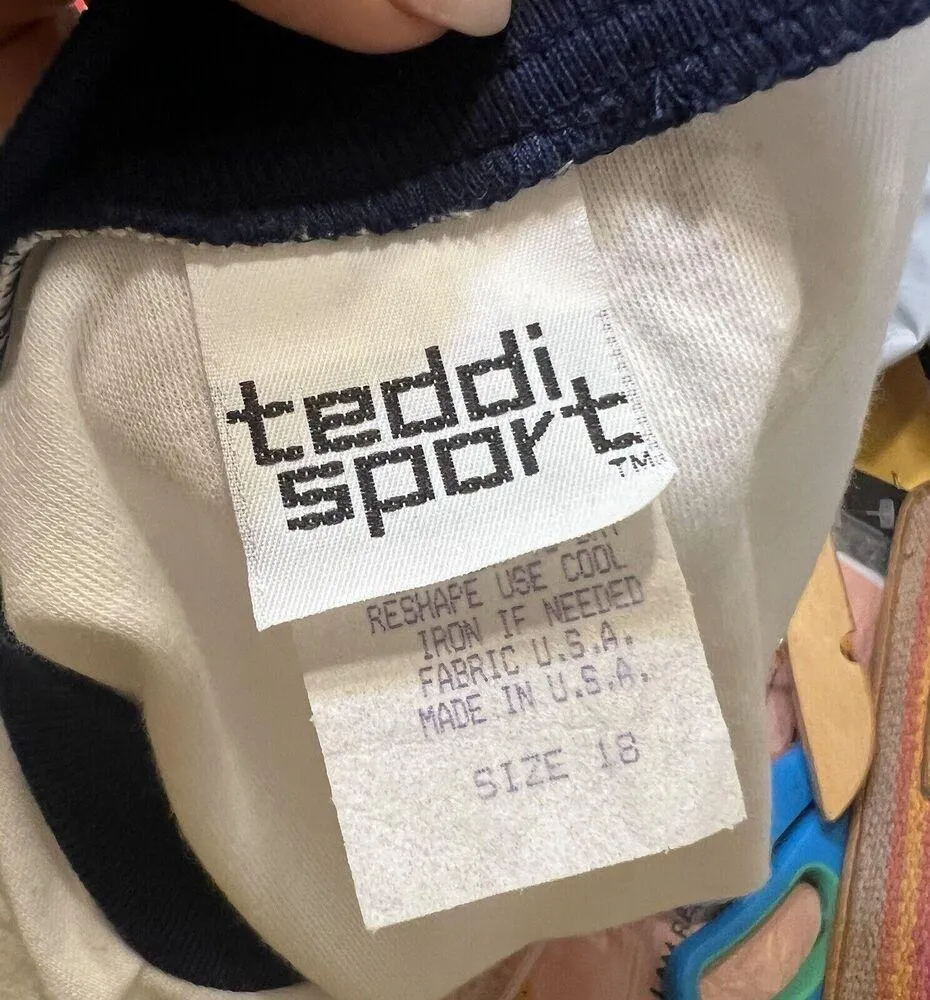 teddi
sport
TM
RESHAPE USE COOL
IRON IF NEEDED
FABRIC U.S.A.
MADE IN U.S.A.
SIZE 18